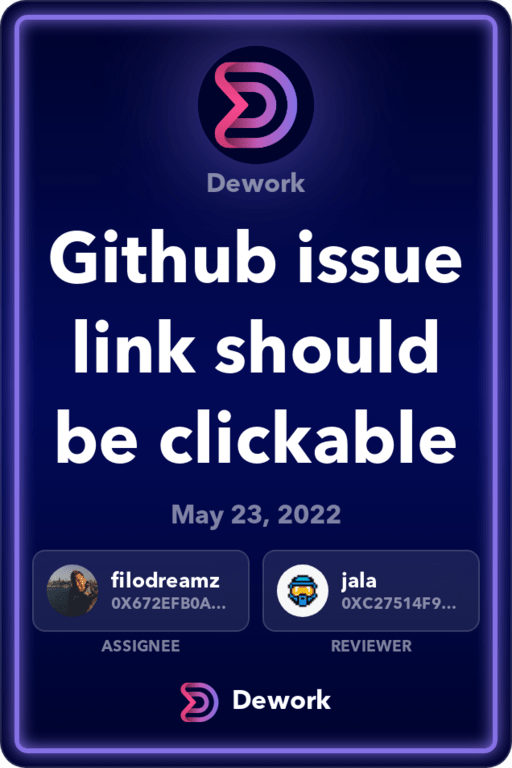 Dework
Github issue
link should
be clickable
May 23, 2022
filodreamz
0X672EFB0A...
ASSIGNEE
jala
0XC27514F9...
REVIEWER
Dework